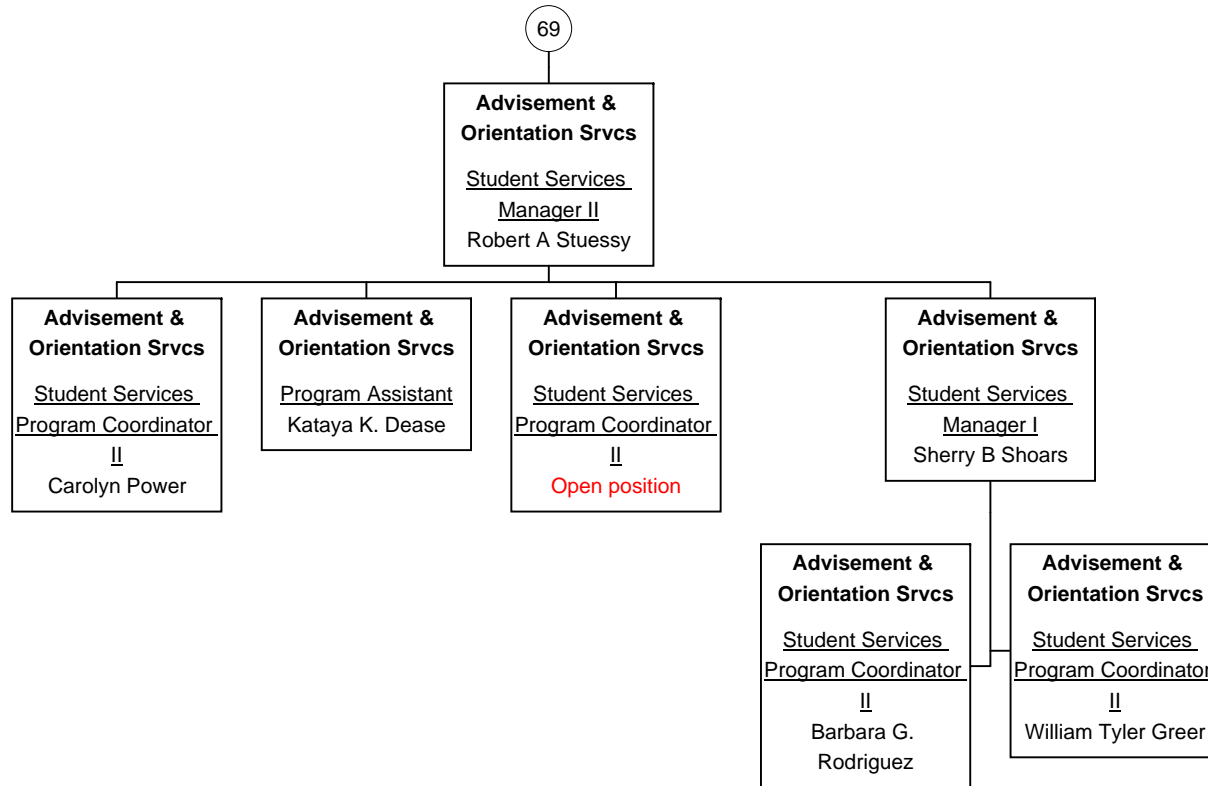 69
Advisement &
Orientation Srvcs
Student Services
Manager II
Robert A Stuessy
Advisement &
Orientation Srvcs
Student Services
Program Coordinator
II
Carolyn Power
Advisement &
Orientation Srvcs
Program Assistant
Kataya K. Dease
Advisement &
Orientation Srvcs
Student Services
Program Coordinator
II
Open position
Advisement &
Orientation Srvcs
Student Services
Manager I
Sherry B Shoars
Advisement &
Orientation Srvcs
Student Services
Program Coordinator
II
Barbara G.
Rodriguez
Advisement &
Orientation Srvcs
Student Services
Program Coordinator
II
William Tyler Greer